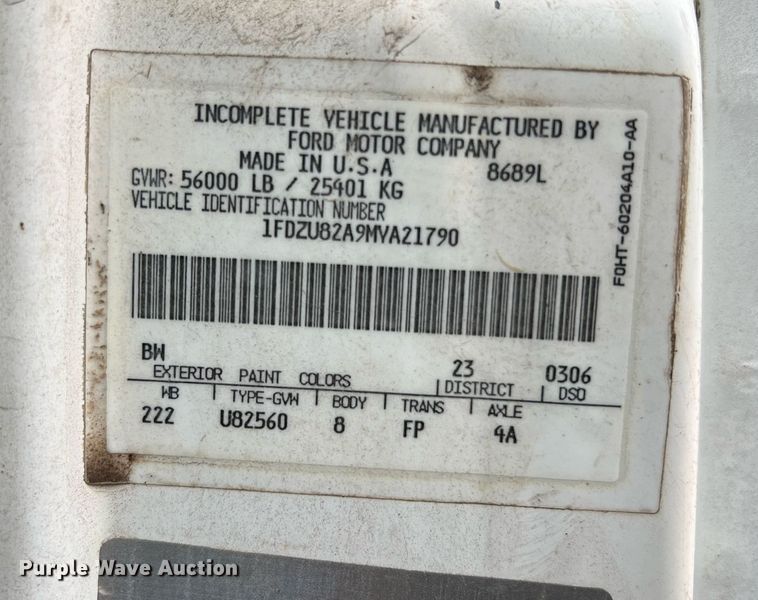 INCOMPLETE VEHICLE MANUFACTURED BY
FORD MOTOR COMPANY
MADE IN U.S.A 8689L
GVWR: 56000 LB / 25401 KG
VEHICLE IDENTIFICATION NUMBER
1FDZU82A9MVA21790
F0HT-60204A10-AA
BW 23 0306
EXTERIOR PAINT COLORS DISTRICT DSO
WB TYPE-GVW BODY TRANS AXLE
222 U82560 8 FP 4A
Purple Wave Auction